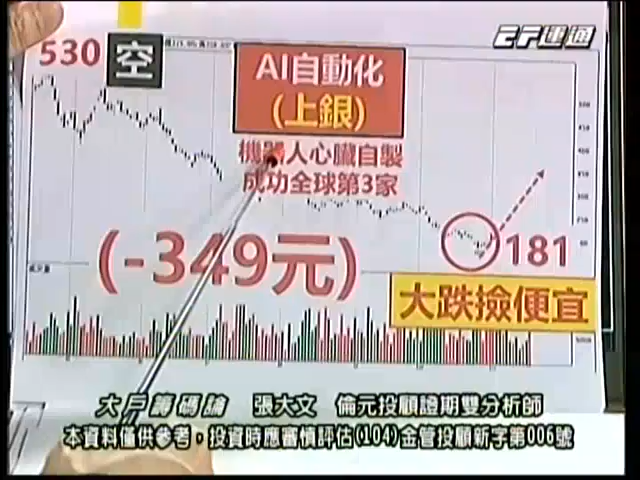 530
空
AI自動化
(上銀)
機器人心臟自製
成功全球第3家
181
(-349元)
大跌撿便宜
成交量
大戶籌碼論 張大文 倫元投顧證期雙分析師
本資料僅供參考,投資時應審慎評估(104)金管投顧新字第006號